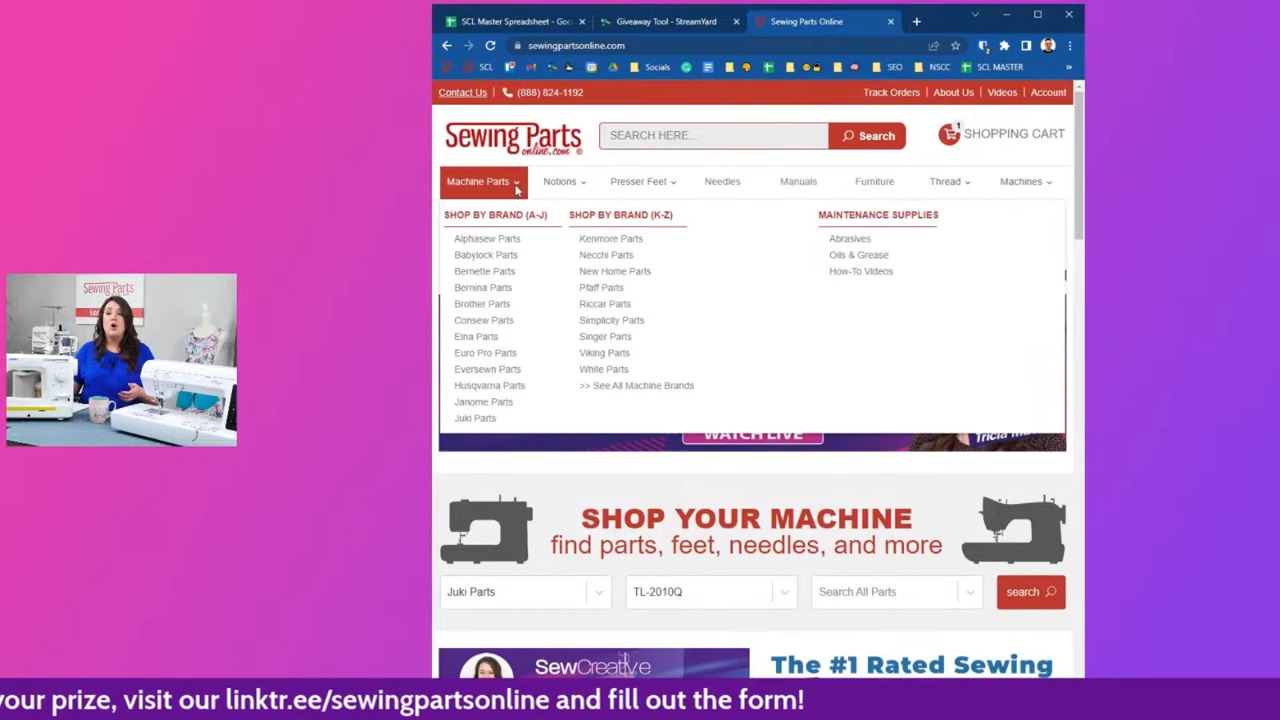 SCL Master Spreadsheet - Goo
Giveaway Tool - StreamYard
Sewing Parts Online
sewingpartsonline.com
SCL
Socials
SEO
NSCC
SCL MASTER
Contact Us
(888) 824-1192
Track Orders
About Us
Videos
Account
Sewing Parts
online.com
SEARCH HERE...
Search
1
SHOPPING CART
Machine Parts
Notions
Presser Feet
Needles
Manuals
Furniture
Thread
Machines
SHOP BY BRAND (A-J)
Alphasew Parts
Babylock Parts
Bernette Parts
Bernina Parts
Brother Parts
Consew Parts
Elna Parts
Euro Pro Parts
Eversewn Parts
Husqvarna Parts
Janome Parts
Juki Parts
SHOP BY BRAND (K-Z)
Kenmore Parts
Necchi Parts
New Home Parts
Pfaff Parts
Riccar Parts
Simplicity Parts
Singer Parts
Viking Parts
White Parts
>> See All Machine Brands
MAINTENANCE SUPPLIES
Abrasives
Oils & Grease
How-To Videos
WATCH LIVE
Tricia
SHOP YOUR MACHINE
find parts, feet, needles, and more
Juki Parts
TL-2010Q
Search All Parts
search
SewCreative
The #1 Rated Sewing
Sewing Parts
your prize, visit our linktr.ee/sewingpartsonline and fill out the form!